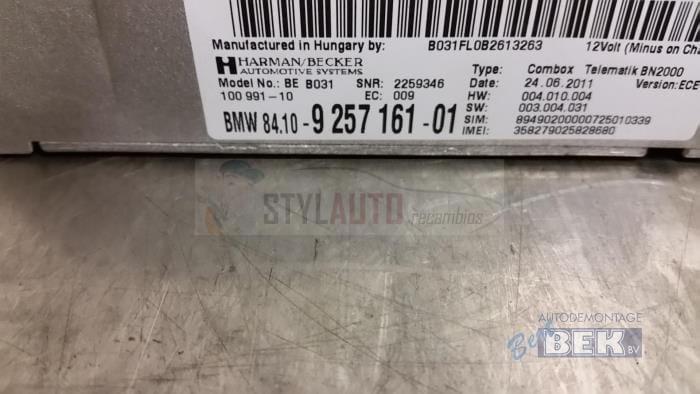 Manufactured in Hungary by: B031FL0B2613263 12Volt (Minus on Cha
HARMAN/BECKER
AUTOMOTIVE SYSTEMS
Type: Combox Telematik BN2000
Model No.: BE B031 SNR: 2259346 Date: 24.06.2011 Version: ECE
100 991-10 EC: 009 HW: 004.010.004
SW: 003.004.031
BMW 84.10-9 257 161-01 SIM: 89490200000725010339
IMEI: 358279025828680
STYLAUTO
recambios
AUTODEMONTAGE
Ben
BEK BV